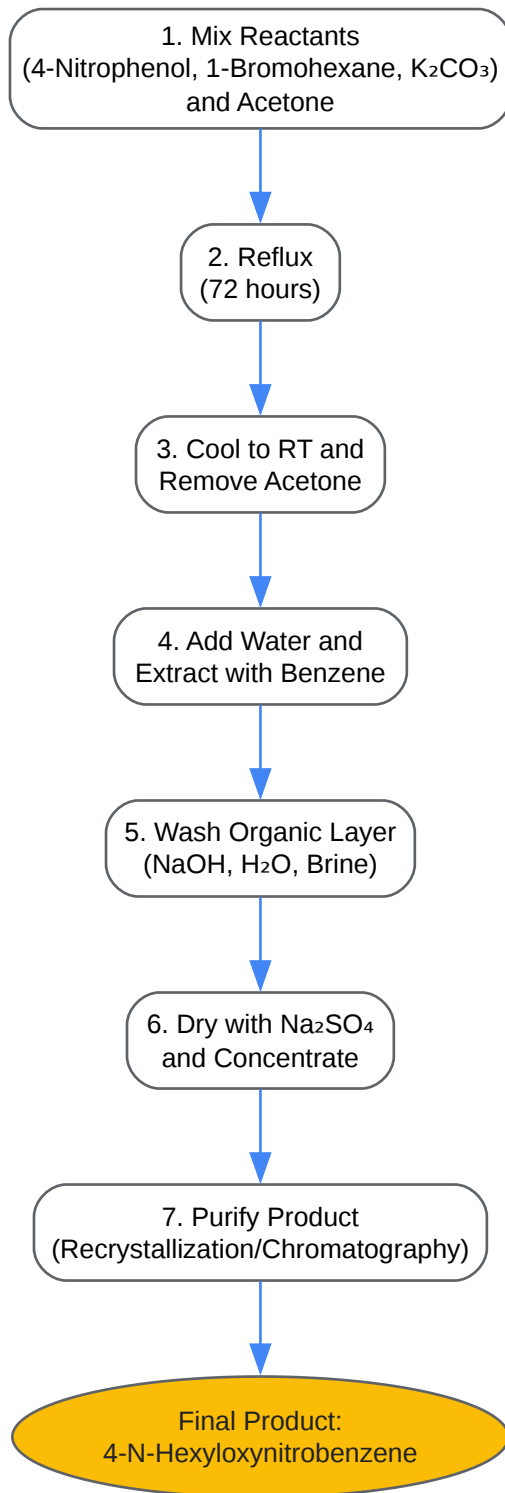 1. Mix Reactants
(4-Nitrophenol, 1-Bromohexane, K₂CO₃)
and Acetone
2. Reflux
(72 hours)
3. Cool to RT and
Remove Acetone
4. Add Water and
Extract with Benzene
5. Wash Organic Layer
(NaOH, H₂O, Brine)
6. Dry with Na₂SO₄
and Concentrate
7. Purify Product
(Recrystallization/Chromatography)
Final Product:
4-N-Hexyloxynitrobenzene